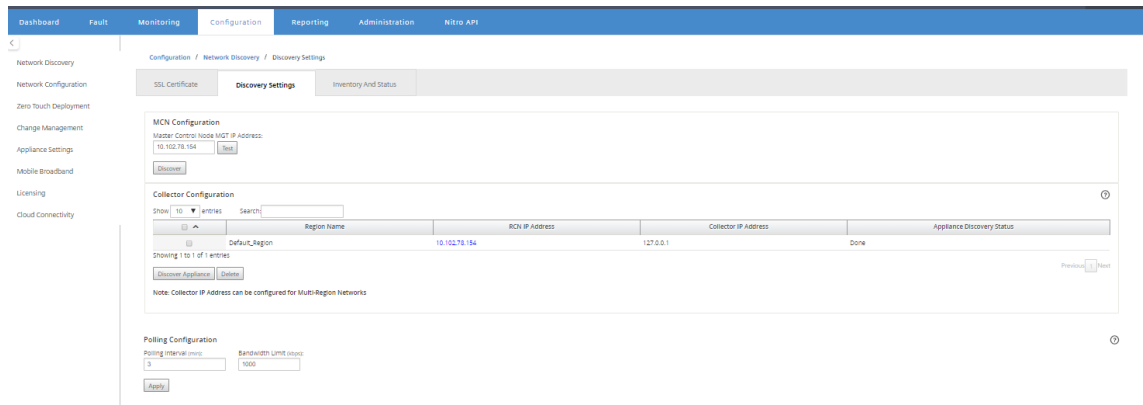 Dashboard Fault Monitoring Configuration Reporting Administration Nitro API
<
Network Discovery
Network Configuration
Zero Touch Deployment
Change Management
Appliance Settings
Mobile Broadband
Licensing
Cloud Connectivity
Configuration / Network Discovery / Discovery Settings
SSL Certificate Discovery Settings Inventory And Status
MCN Configuration
Master Control Node MGT IP Address:
10.102.78.154 Test
Discover
Collector Configuration ?
Show 10 ▼ entries Search:
Region Name RCN IP Address Collector IP Address Appliance Discovery Status
Default_Region 10.102.78.154 127.0.0.1 Done
Showing 1 to 1 of 1 entries
Previous 1 Next
Discover Appliance Delete
Note: Collector IP Address can be configured for Multi-Region Networks
Polling Configuration ?
Polling Interval (min): Bandwidth Limit (kbps):
3 1000
Apply